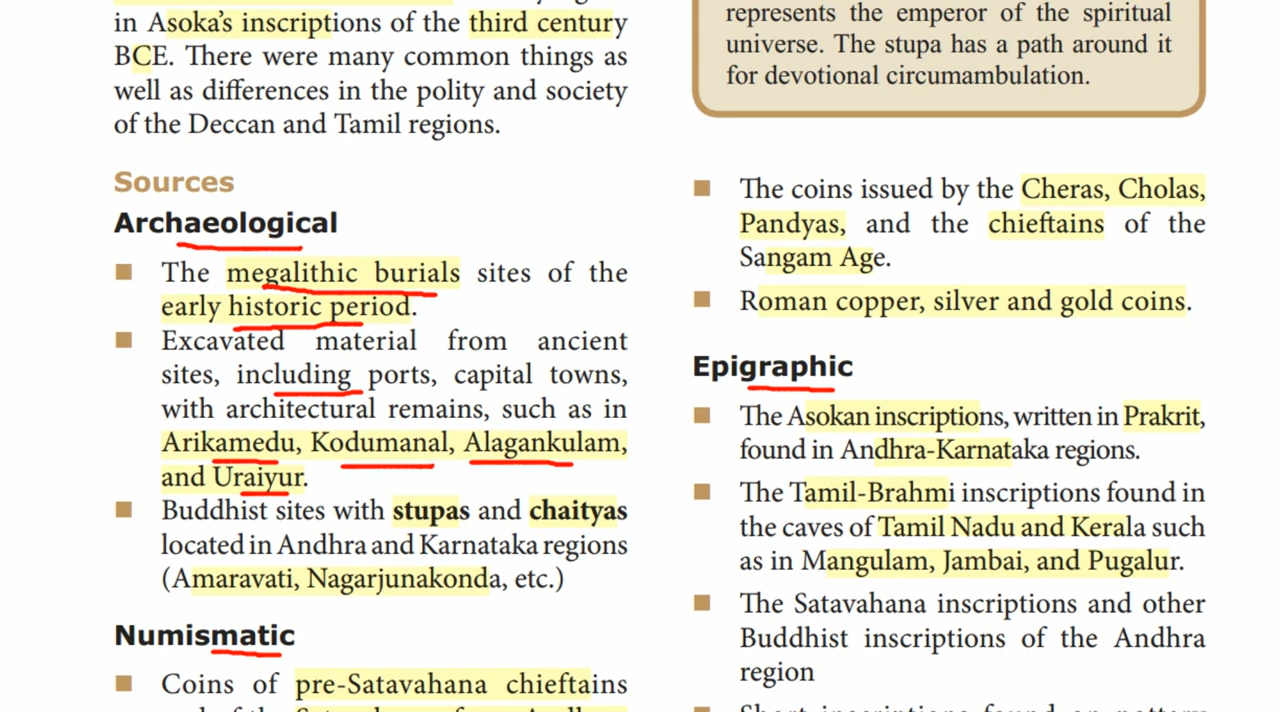 in Asoka's inscriptions of the third century
BCE. There were many common things as
well as differences in the polity and society
of the Deccan and Tamil regions.
Sources
Archaeological
■ The megalithic burials sites of the
early historic period.
■ Excavated material from ancient
sites, including ports, capital towns,
with architectural remains, such as in
Arikamedu, Kodumanal, Alagankulam,
and Uraiyur.
■ Buddhist sites with stupas and chaityas
located in Andhra and Karnataka regions
(Amaravati, Nagarjunakonda, etc.)
Numismatic
■ Coins of pre-Satavahana chieftains
represents the emperor of the spiritual
universe. The stupa has a path around it
for devotional circumambulation.
■ The coins issued by the Cheras, Cholas,
Pandyas, and the chieftains of the
Sangam Age.
■ Roman copper, silver and gold coins.
Epigraphic
■ The Asokan inscriptions, written in Prakrit,
found in Andhra-Karnataka regions.
■ The Tamil-Brahmi inscriptions found in
the caves of Tamil Nadu and Kerala such
as in Mangulam, Jambai, and Pugalur.
■ The Satavahana inscriptions and other
Buddhist inscriptions of the Andhra
region
■ Short inscriptions found on pottery